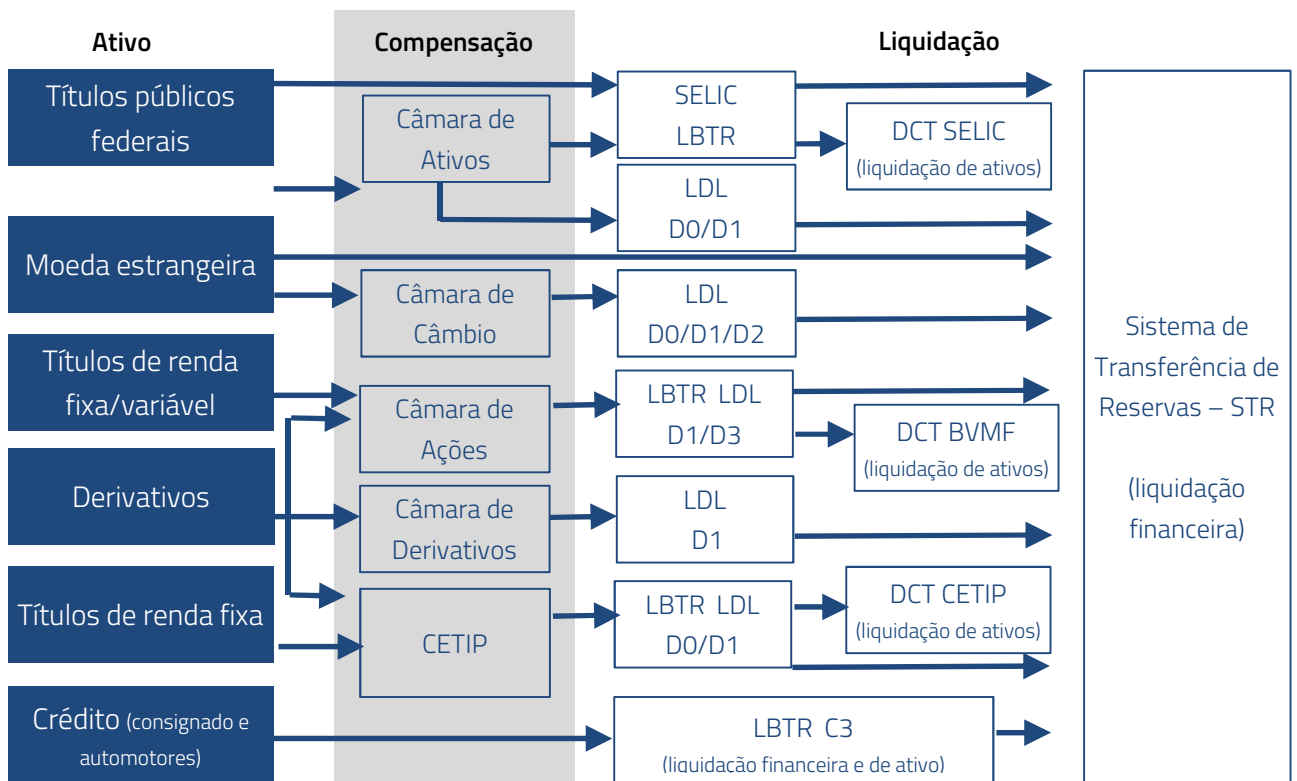 Ativo
Compensação
Liquidação
Títulos públicos
federais
Câmara de
Ativos
SELIC
LBTR
DCT SELIC
(liquidação de ativos)
LDL
D0/D1
Moeda estrangeira
Câmara de
Câmbio
LDL
D0/D1/D2
Títulos de renda
fixa/variável
Câmara de
Ações
LBTR LDL
D1/D3
DCT BVMF
(liquidação de ativos)
Derivativos
Câmara de
Derivativos
LDL
D1
Títulos de renda fixa
CETIP
LBTR LDL
D0/D1
DCT CETIP
(liquidação de ativos)
Crédito (consignado e
automotores)
LBTR C3
(liquidação financeira e de ativo)
Sistema de
Transferência de
Reservas – STR
(liquidação
financeira)